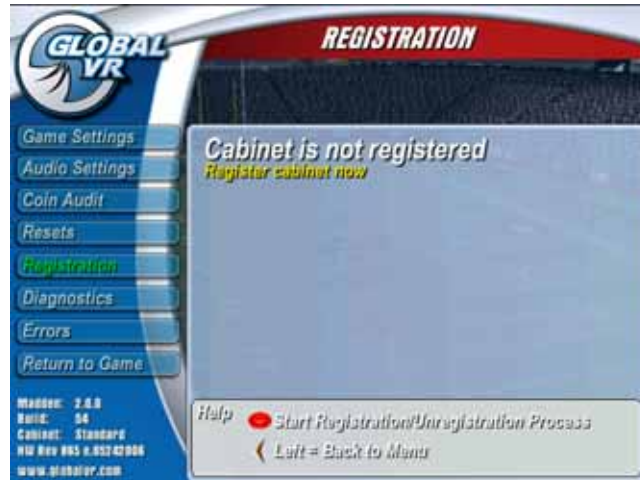 GLOBAL
VR
REGISTRATION
Game Settings
Audio Settings
Coin Audit
Resets
Registration
Diagnostics
Errors
Return to Game
Cabinet is not registered
Register cabinet now
Madden: 2.0.0
Build: 54
Cabinet: Standard
HW Rev
www.globalvr.com
Help
Start Registration/Unregistration Process
Left = Back to Menu